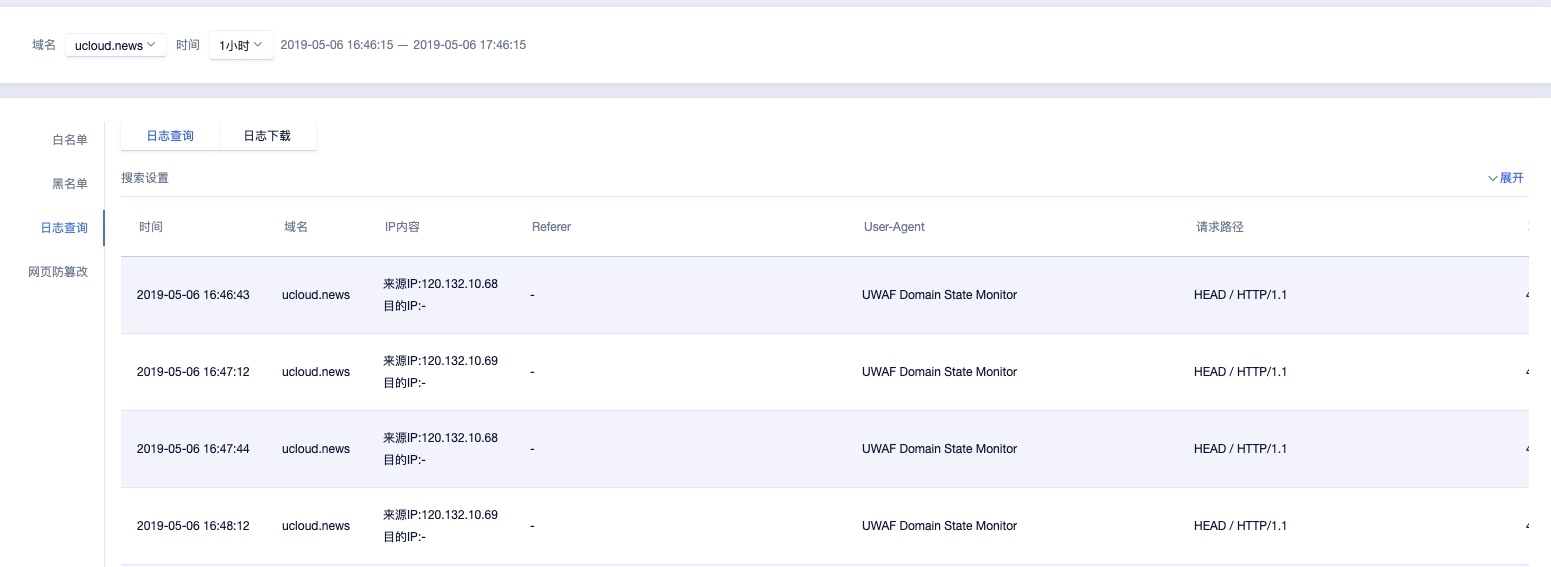 域名 ucloud.news 时间 1小时 2019-05-06 16:46:15 — 2019-05-06 17:46:15
白名单
黑名单
日志查询
网页防篡改
日志查询 日志下载
搜索设置 展开
时间 域名 IP内容 Referer User-Agent 请求路径
2019-05-06 16:46:43 ucloud.news 来源IP:120.132.10.68 - UWAF Domain State Monitor HEAD / HTTP/1.1
目的IP:-
2019-05-06 16:47:12 ucloud.news 来源IP:120.132.10.69 - UWAF Domain State Monitor HEAD / HTTP/1.1
目的IP:-
2019-05-06 16:47:44 ucloud.news 来源IP:120.132.10.68 - UWAF Domain State Monitor HEAD / HTTP/1.1
目的IP:-
2019-05-06 16:48:12 ucloud.news 来源IP:120.132.10.69 - UWAF Domain State Monitor HEAD / HTTP/1.1
目的IP:-